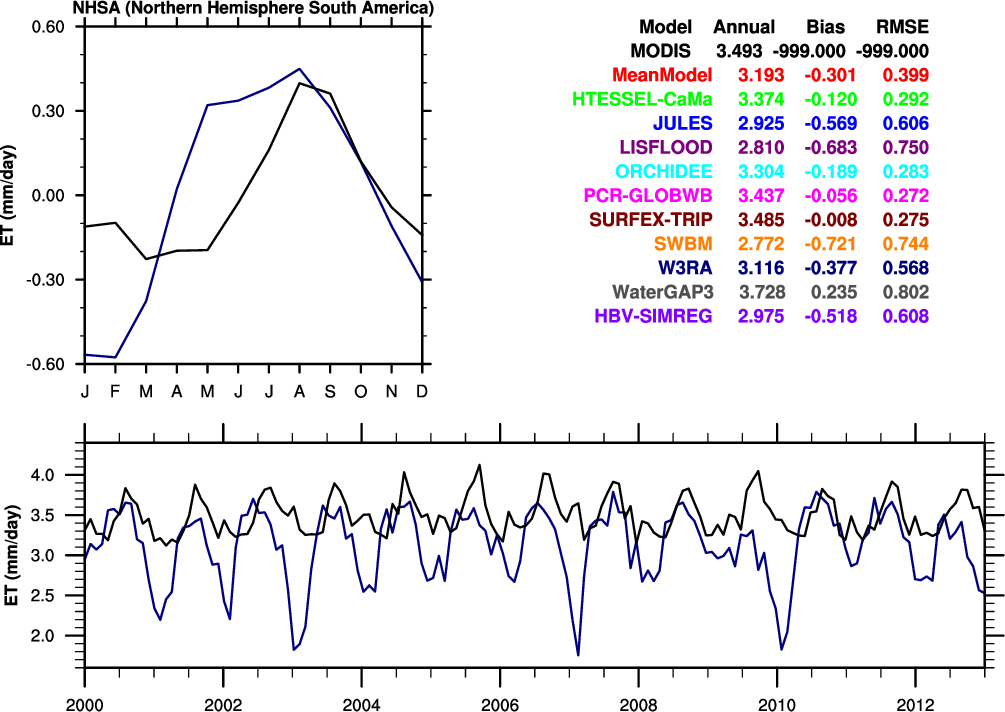 NHSA (Northern Hemisphere South America)
0.60
0.30
0.00
-0.30
-0.60
ET (mm/day)
J F M A M J J A S O N D
Model Annual Bias RMSE
MODIS 3.493 -999.000 -999.000
MeanModel 3.193 -0.301 0.399
HTESSEL-CaMa 3.374 -0.120 0.292
JULES 2.925 -0.569 0.606
LISFLOOD 2.810 -0.683 0.750
ORCHIDEE 3.304 -0.189 0.283
PCR-GLOBWB 3.437 -0.056 0.272
SURFEX-TRIP 3.485 -0.008 0.275
SWBM 2.772 -0.721 0.744
W3RA 3.116 -0.377 0.568
WaterGAP3 3.728 0.235 0.802
HBV-SIMREG 2.975 -0.518 0.608
4.0
3.5
3.0
2.5
2.0
ET (mm/day)
2000 2002 2004 2006 2008 2010 2012